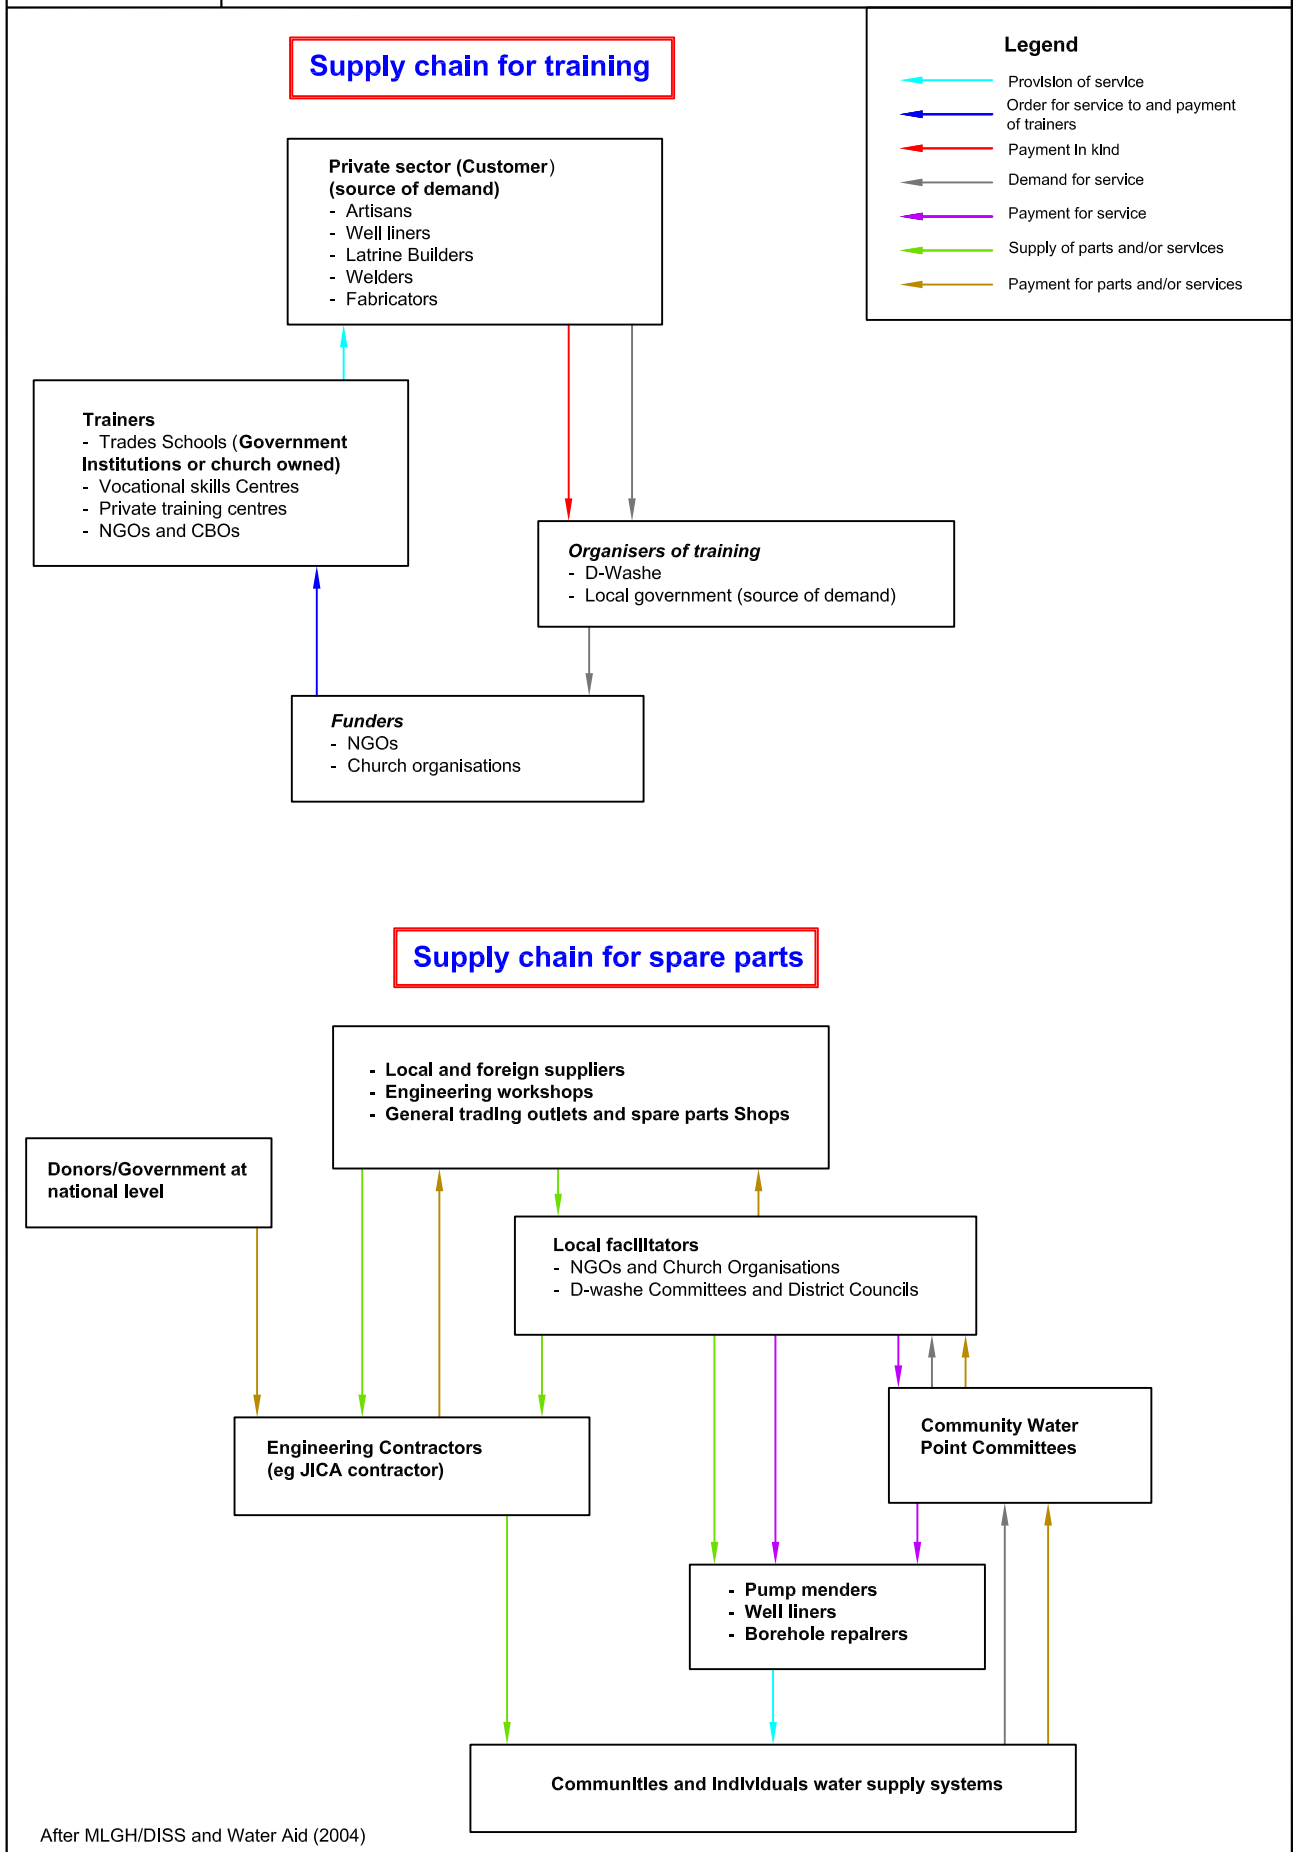 Supply chain for training
Legend
Provision of service
Order for service to and payment
of trainers
Payment in kind
Demand for service
Payment for service
Supply of parts and/or services
Payment for parts and/or services
Private sector (Customer)
(source of demand)
- Artisans
- Well liners
- Latrine Builders
- Welders
- Fabricators
Trainers
- Trades Schools (Government
Institutions or church owned)
- Vocational skills Centres
- Private training centres
- NGOs and CBOs
Organisers of training
- D-Washe
- Local government (source of demand)
Funders
- NGOs
- Church organisations
Supply chain for spare parts
- Local and foreign suppliers
- Engineering workshops
- General trading outlets and spare parts Shops
Donors/Government at
national level
Local facilitators
- NGOs and Church Organisations
- D-washe Committees and District Councils
Engineering Contractors
(eg JICA contractor)
Community Water
Point Committees
- Pump menders
- Well liners
- Borehole repairers
Communities and individuals water supply systems
After MLGH/DISS and Water Aid (2004)